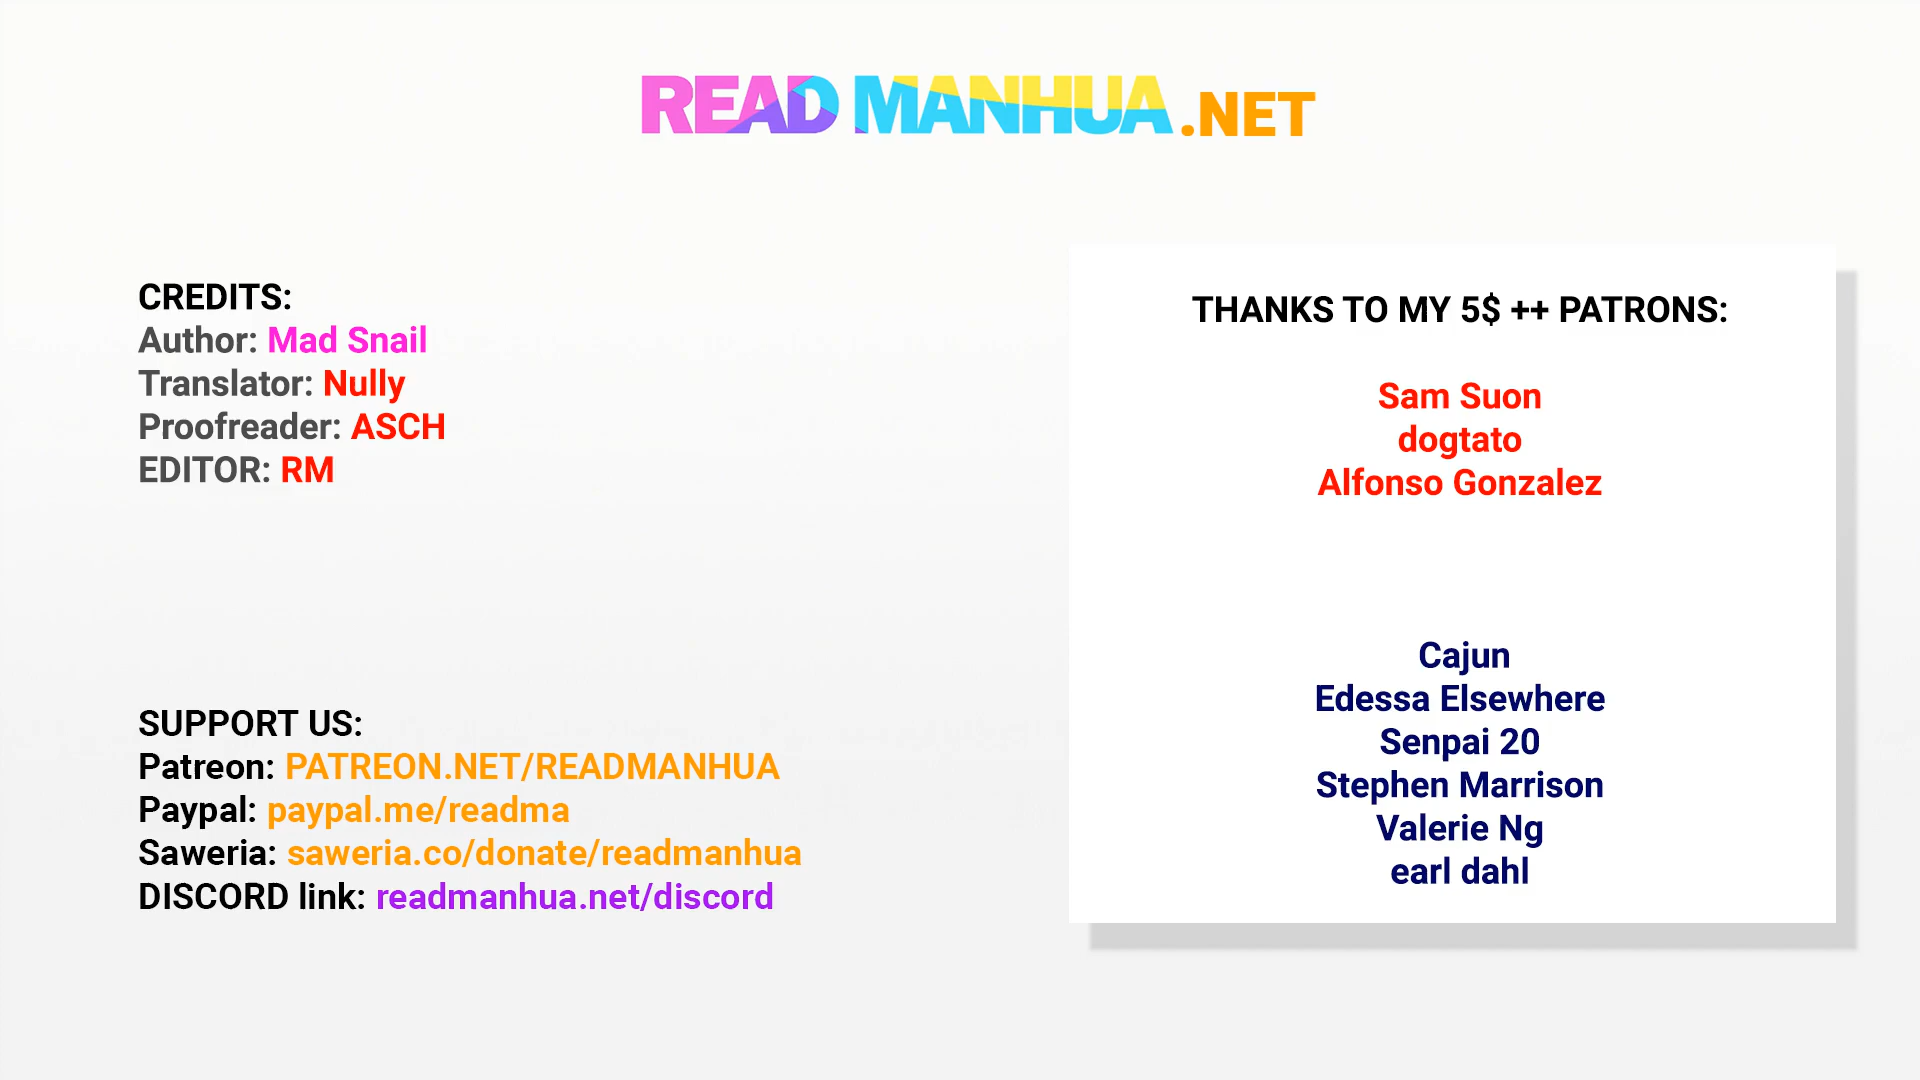 READ MANHUA.NET
CREDITS:
Author: Mad Snail
Translator: Nully
Proofreader: ASCH
EDITOR: RM
SUPPORT US:
Patreon: PATREON.NET/READMANHUA
Paypal: paypal.me/readma
Saweria: saweria.co/donate/readmanhua
DISCORD link: readmanhua.net/discord
THANKS TO MY 5$ ++ PATRONS:
Sam Suon
dogtato
Alfonso Gonzalez
Cajun
Edessa Elsewhere
Senpai 20
Stephen Marrison
Valerie Ng
earl dahl